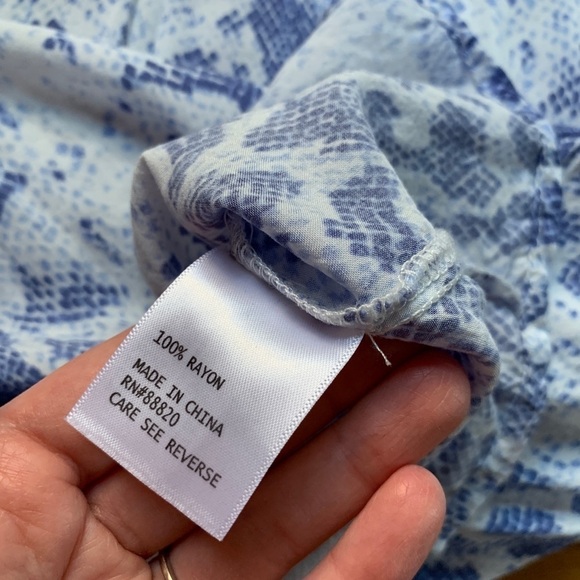 100% RAYON
MADE IN CHINA
RN#88820
CARE SEE REVERSE